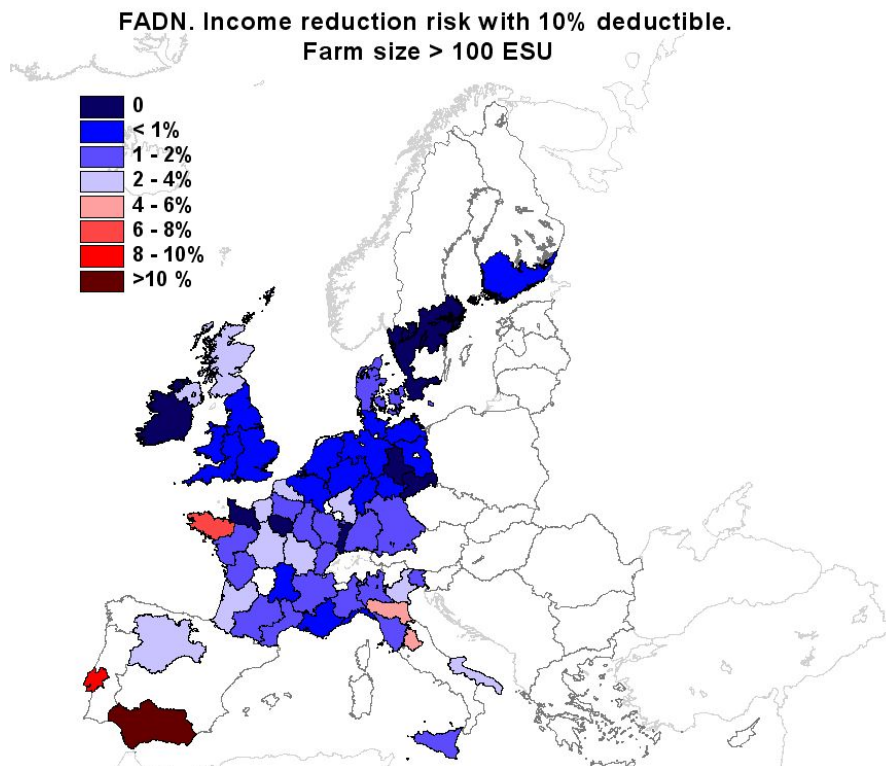 FADN. Income reduction risk with 10% deductible.
Farm size > 100 ESU
0
< 1%
1 - 2%
2 - 4%
4 - 6%
6 - 8%
8 - 10%
>10 %